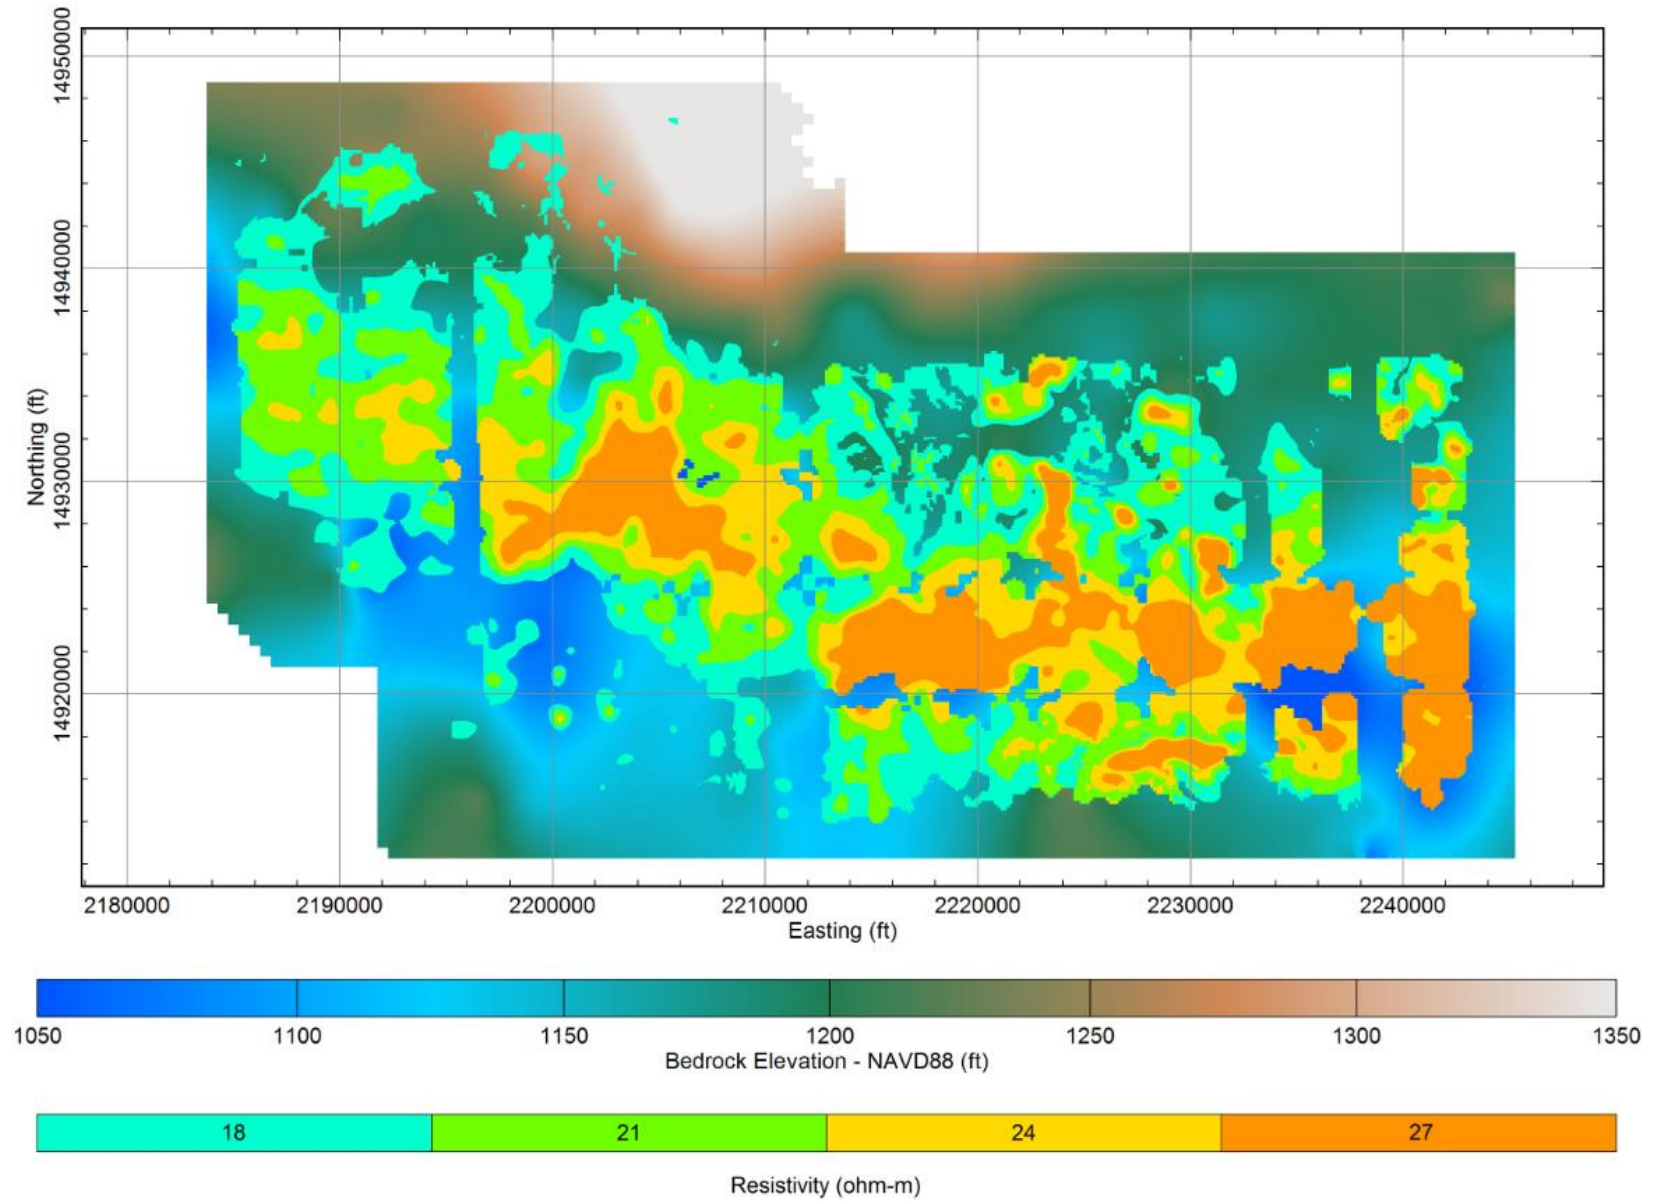 14950000
14940000
14930000
14920000
Northing (ft)
2180000 2190000 2200000 2210000 2220000 2230000 2240000
Easting (ft)
1050 1100 1150 1200 1250 1300 1350
Bedrock Elevation - NAVD88 (ft)
18 21 24 27
Resistivity (ohm-m)